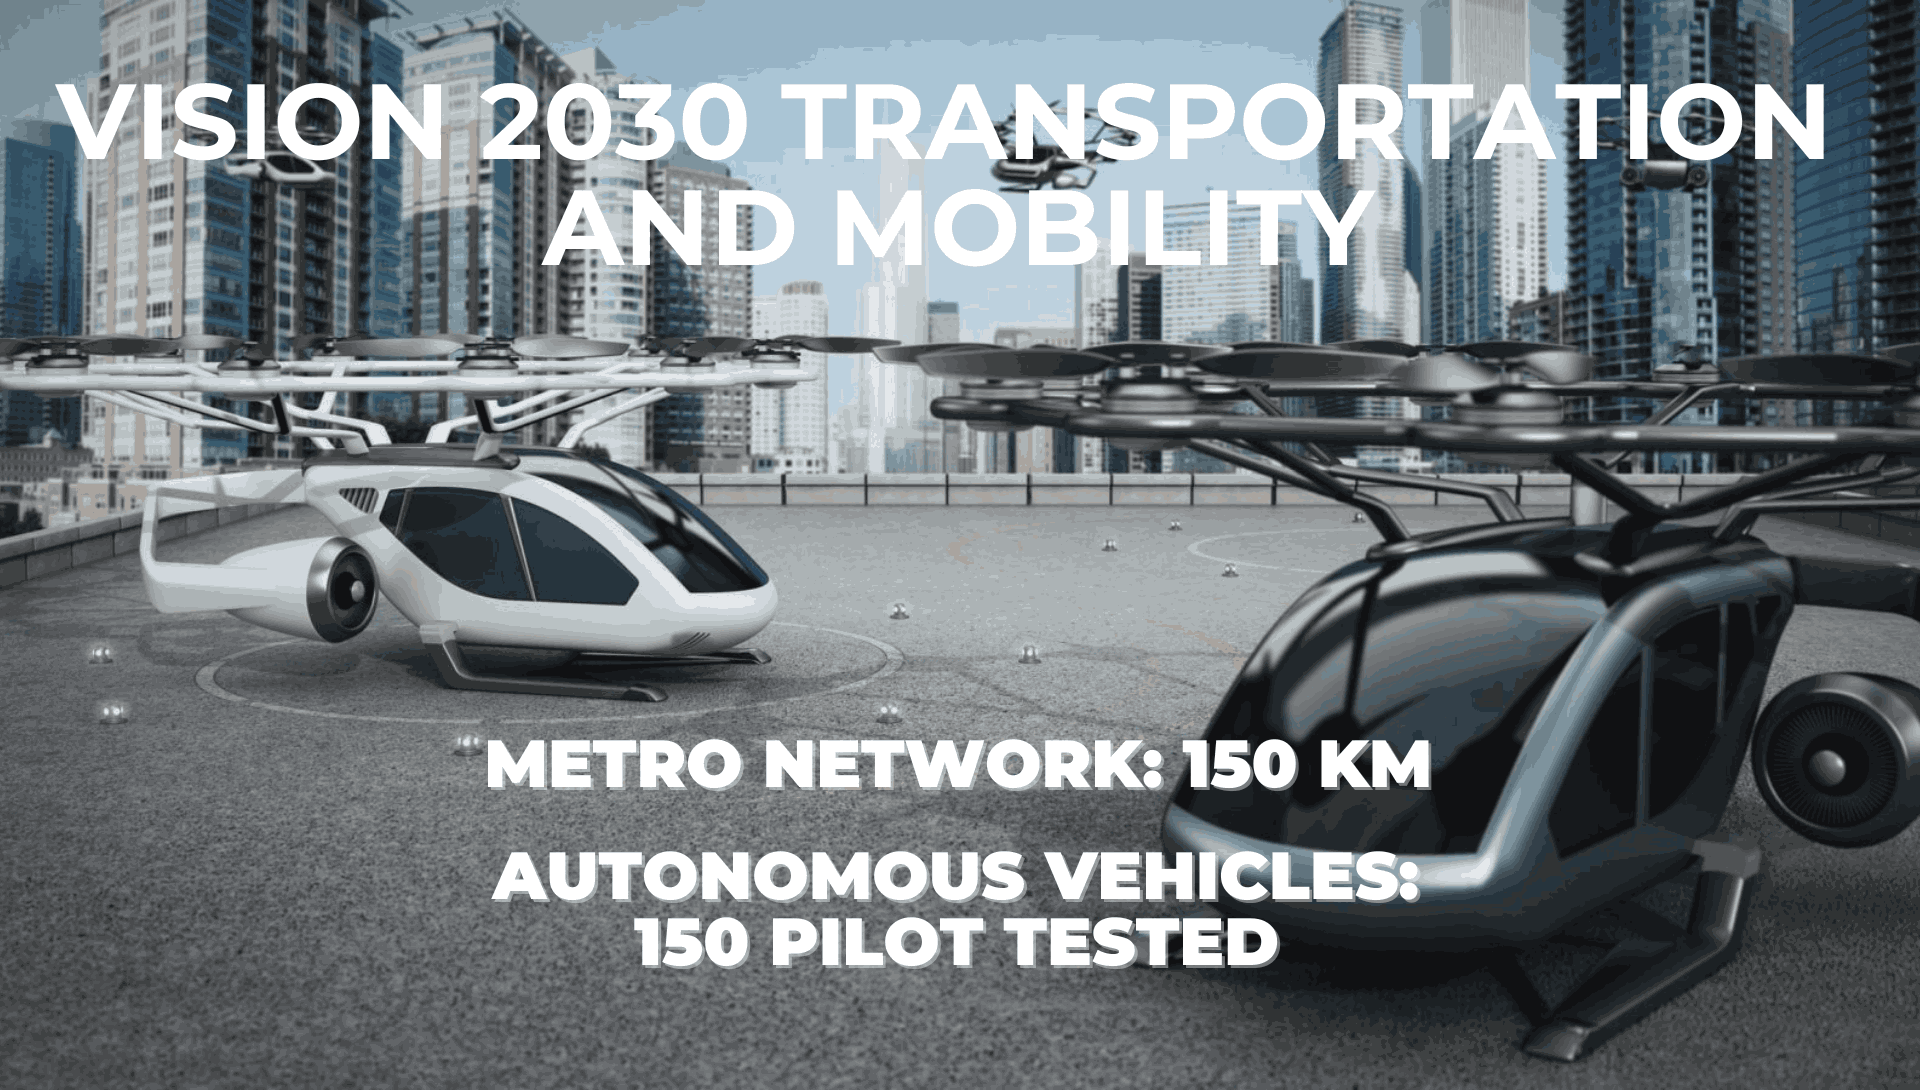 VISION 2030 TRANSPORTATION
AND MOBILITY
METRO NETWORK: 150 KM
AUTONOMOUS VEHICLES:
150 PILOT TESTED